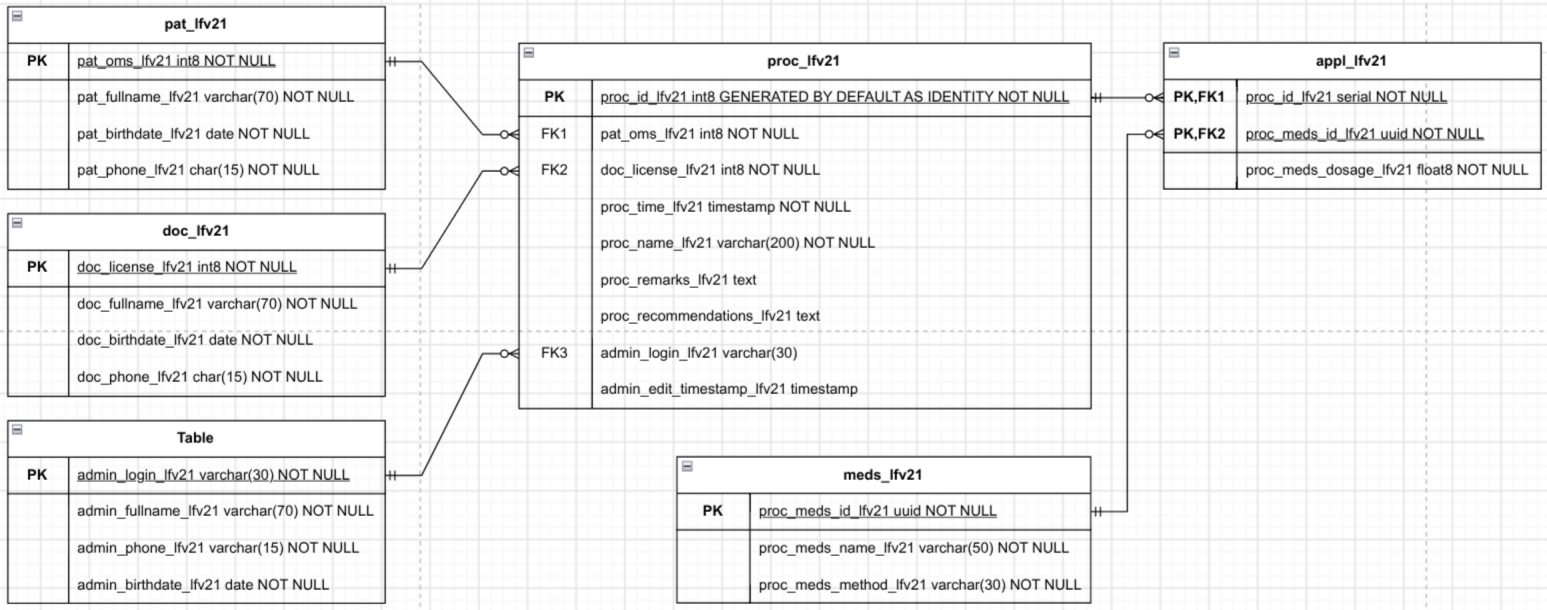 pat_lfv21
PK pat_oms_lfv21 int8 NOT NULL
pat_fullname_lfv21 varchar(70) NOT NULL
pat_birthdate_lfv21 date NOT NULL
pat_phone_lfv21 char(15) NOT NULL
doc_lfv21
PK doc_license_lfv21 int8 NOT NULL
doc_fullname_lfv21 varchar(70) NOT NULL
doc_birthdate_lfv21 date NOT NULL
doc_phone_lfv21 char(15) NOT NULL
Table
PK admin_login_lfv21 varchar(30) NOT NULL
admin_fullname_lfv21 varchar(70) NOT NULL
admin_phone_lfv21 varchar(15) NOT NULL
admin_birthdate_lfv21 date NOT NULL
proc_lfv21
PK proc_id_lfv21 int8 GENERATED BY DEFAULT AS IDENTITY NOT NULL
FK1 pat_oms_lfv21 int8 NOT NULL
FK2 doc_license_lfv21 int8 NOT NULL
proc_time_lfv21 timestamp NOT NULL
proc_name_lfv21 varchar(200) NOT NULL
proc_remarks_lfv21 text
proc_recommendations_lfv21 text
FK3 admin_login_lfv21 varchar(30)
admin_edit_timestamp_lfv21 timestamp
meds_lfv21
PK proc_meds_id_lfv21 uuid NOT NULL
proc_meds_name_lfv21 varchar(50) NOT NULL
proc_meds_method_lfv21 varchar(30) NOT NULL
appl_lfv21
PK,FK1 proc_id_lfv21 serial NOT NULL
PK,FK2 proc_meds_id_lfv21 uuid NOT NULL
proc_meds_dosage_lfv21 float8 NOT NULL